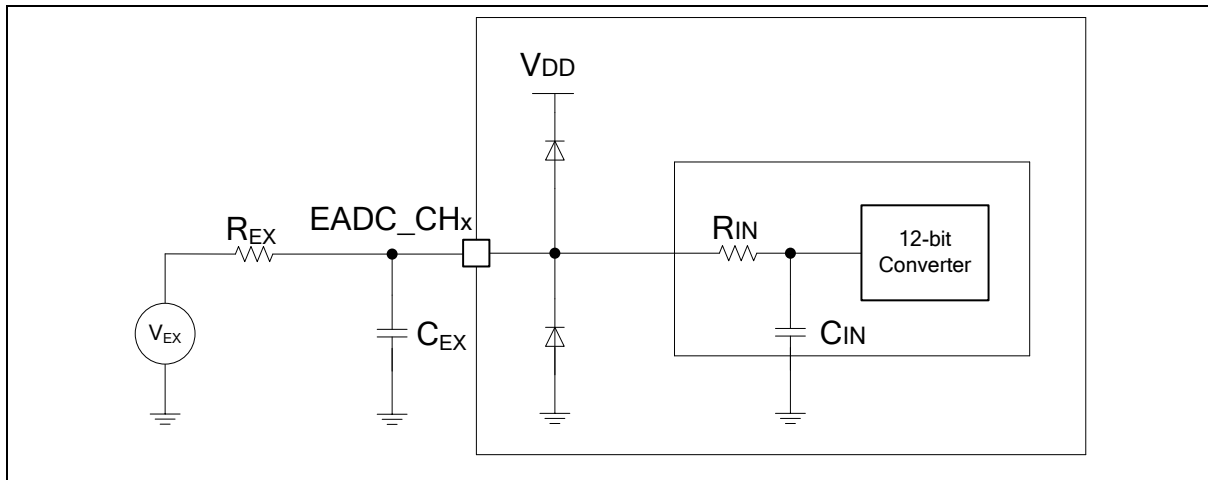 VDD
EADC_CHx
REX
RIN
12-bit
Converter
VEX
CEX
CIN